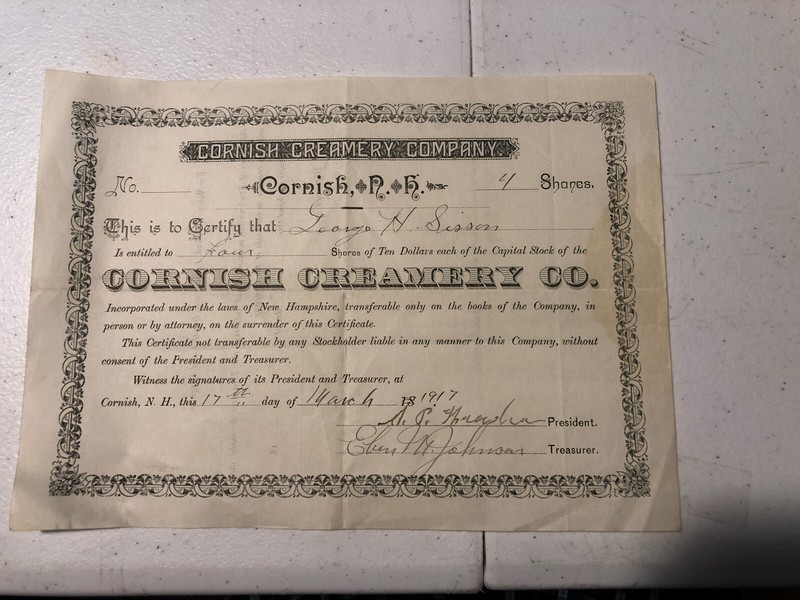 CORNISH CREAMERY COMPANY.
No. Cornish, N. H. 4 Shares.
This is to Certify that George H. Sisson
Is entitled to Four Shares of Ten Dollars each of the Capital Stock of the
CORNISH CREAMERY CO.
Incorporated under the laws of New Hampshire, transferable only on the books of the Company, in
person or by attorney, on the surrender of this Certificate.
This Certificate not transferable by any Stockholder liable in any manner to this Company, without
consent of the President and Treasurer.
Witness the signatures of its President and Treasurer, at
Cornish, N. H., this 17th day of March 18 1917
President.
Eben M. Johnson Treasurer.